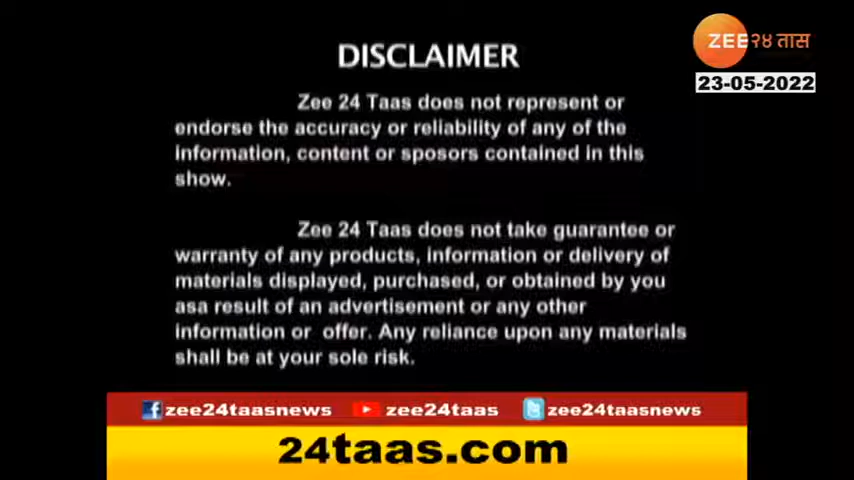 ZEE २४ तास
23-05-2022
DISCLAIMER
Zee 24 Taas does not represent or
endorse the accuracy or reliability of any of the
information, content or sposors contained in this
show.
Zee 24 Taas does not take guarantee or
warranty of any products, information or delivery of
materials displayed, purchased, or obtained by you
asa result of an advertisement or any other
information or offer. Any reliance upon any materials
shall be at your sole risk.
zee24taasnews
zee24taas
zee24taasnews
24taas.com